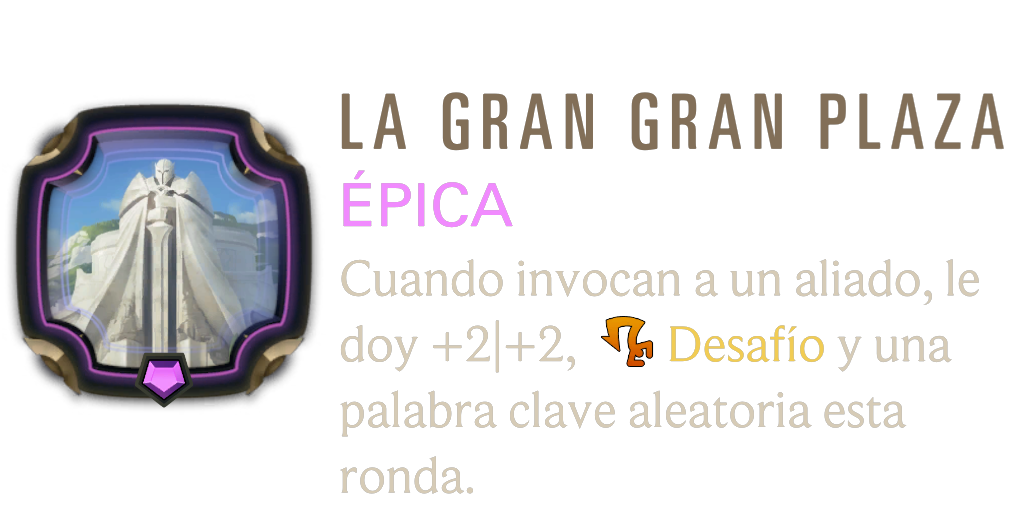 LA GRAN GRAN PLAZA
ÉPICA
Cuando invocan a un aliado, le
doy +2|+2, Desafío y una
palabra clave aleatoria esta
ronda.